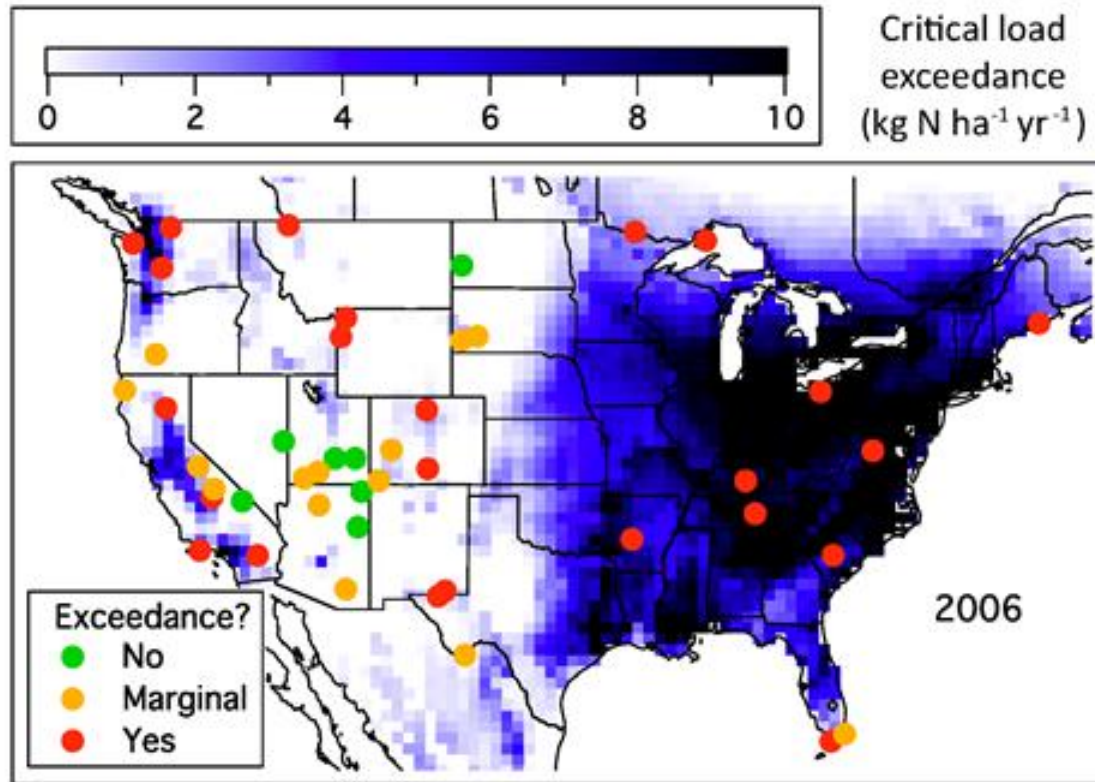 Critical load
exceedance
(kg N ha⁻¹ yr⁻¹)
0 2 4 6 8 10
2006
Exceedance?
No
Marginal
Yes